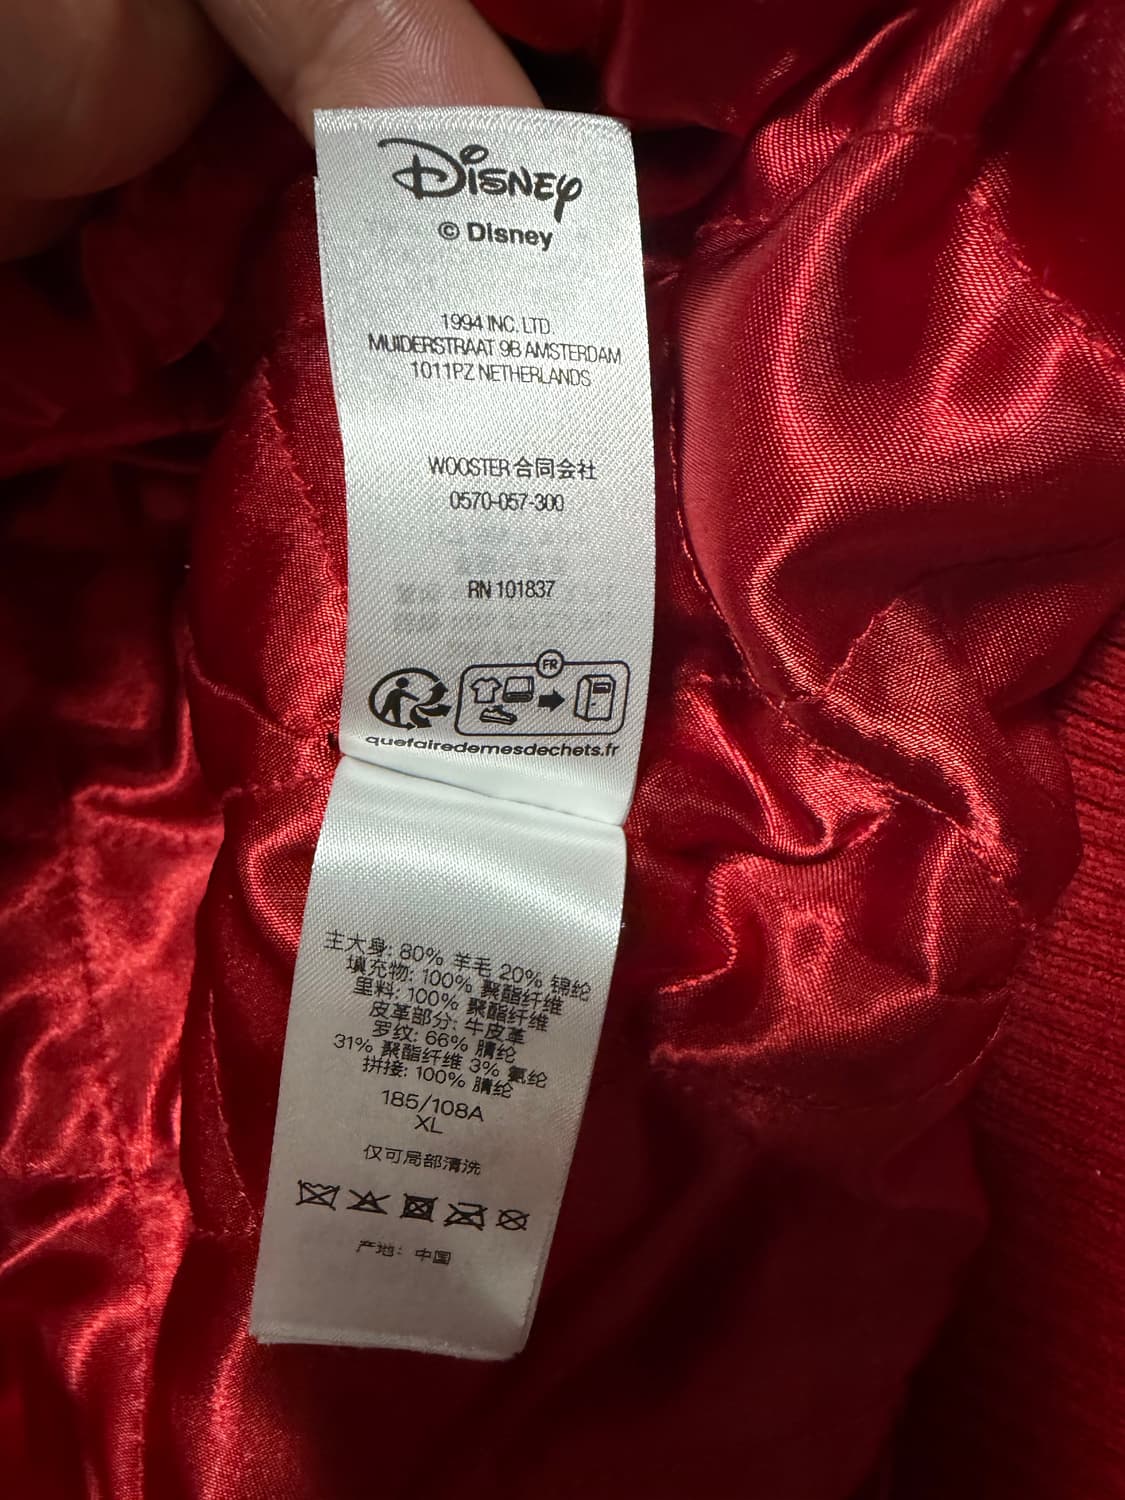 Disney
© Disney
1994 INC. LTD
MUIDERSTRAAT 9B AMSTERDAM
1011PZ NETHERLANDS
WOOSTER 合同会社
0570-057-300
RN 101837
FR
quefairedemesdechets.fr
主大身: 80% 羊毛 20% 锦纶
填充物: 100% 聚酯纤维
里料: 100% 聚酯纤维
皮革部分: 牛皮革
罗纹: 66% 腈纶
31% 聚酯纤维 3% 氨纶
拼接: 100% 腈纶
185/108A
XL
仅可局部清洗
产地: 中国